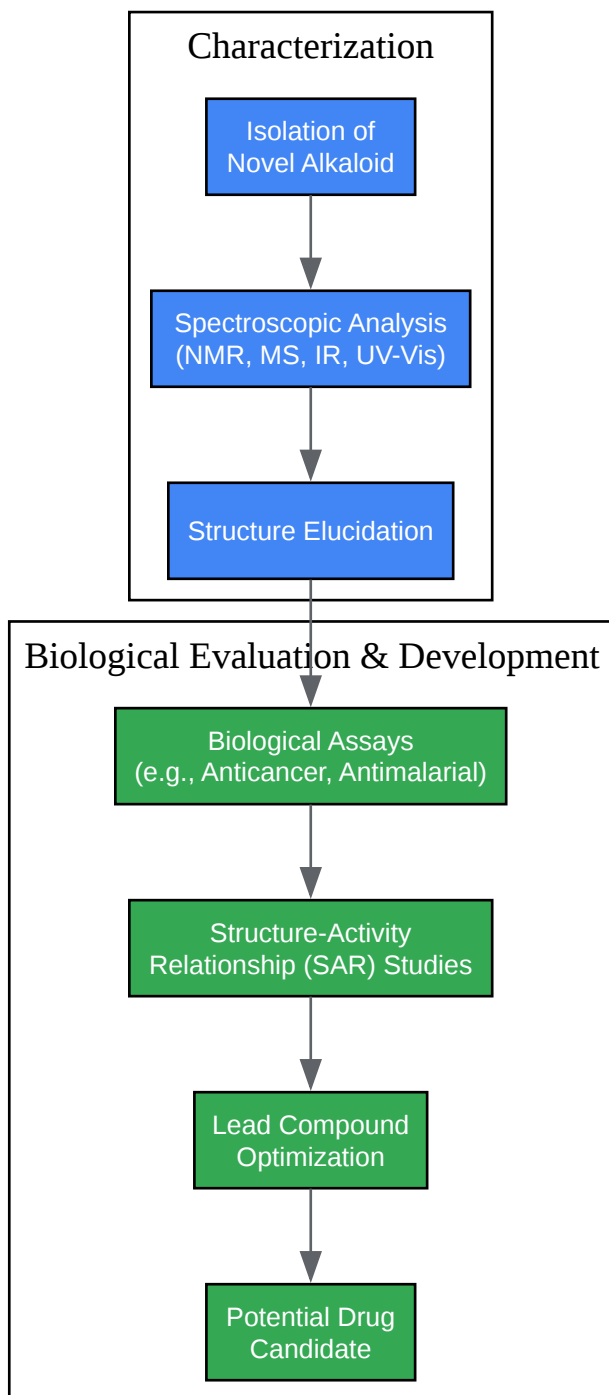 Characterization
Isolation of
Novel Alkaloid
Spectroscopic Analysis
(NMR, MS, IR, UV-Vis)
Structure Elucidation
Biological Evaluation & Development
Biological Assays
(e.g., Anticancer, Antimalarial)
Structure-Activity
Relationship (SAR) Studies
Lead Compound
Optimization
Potential Drug
Candidate